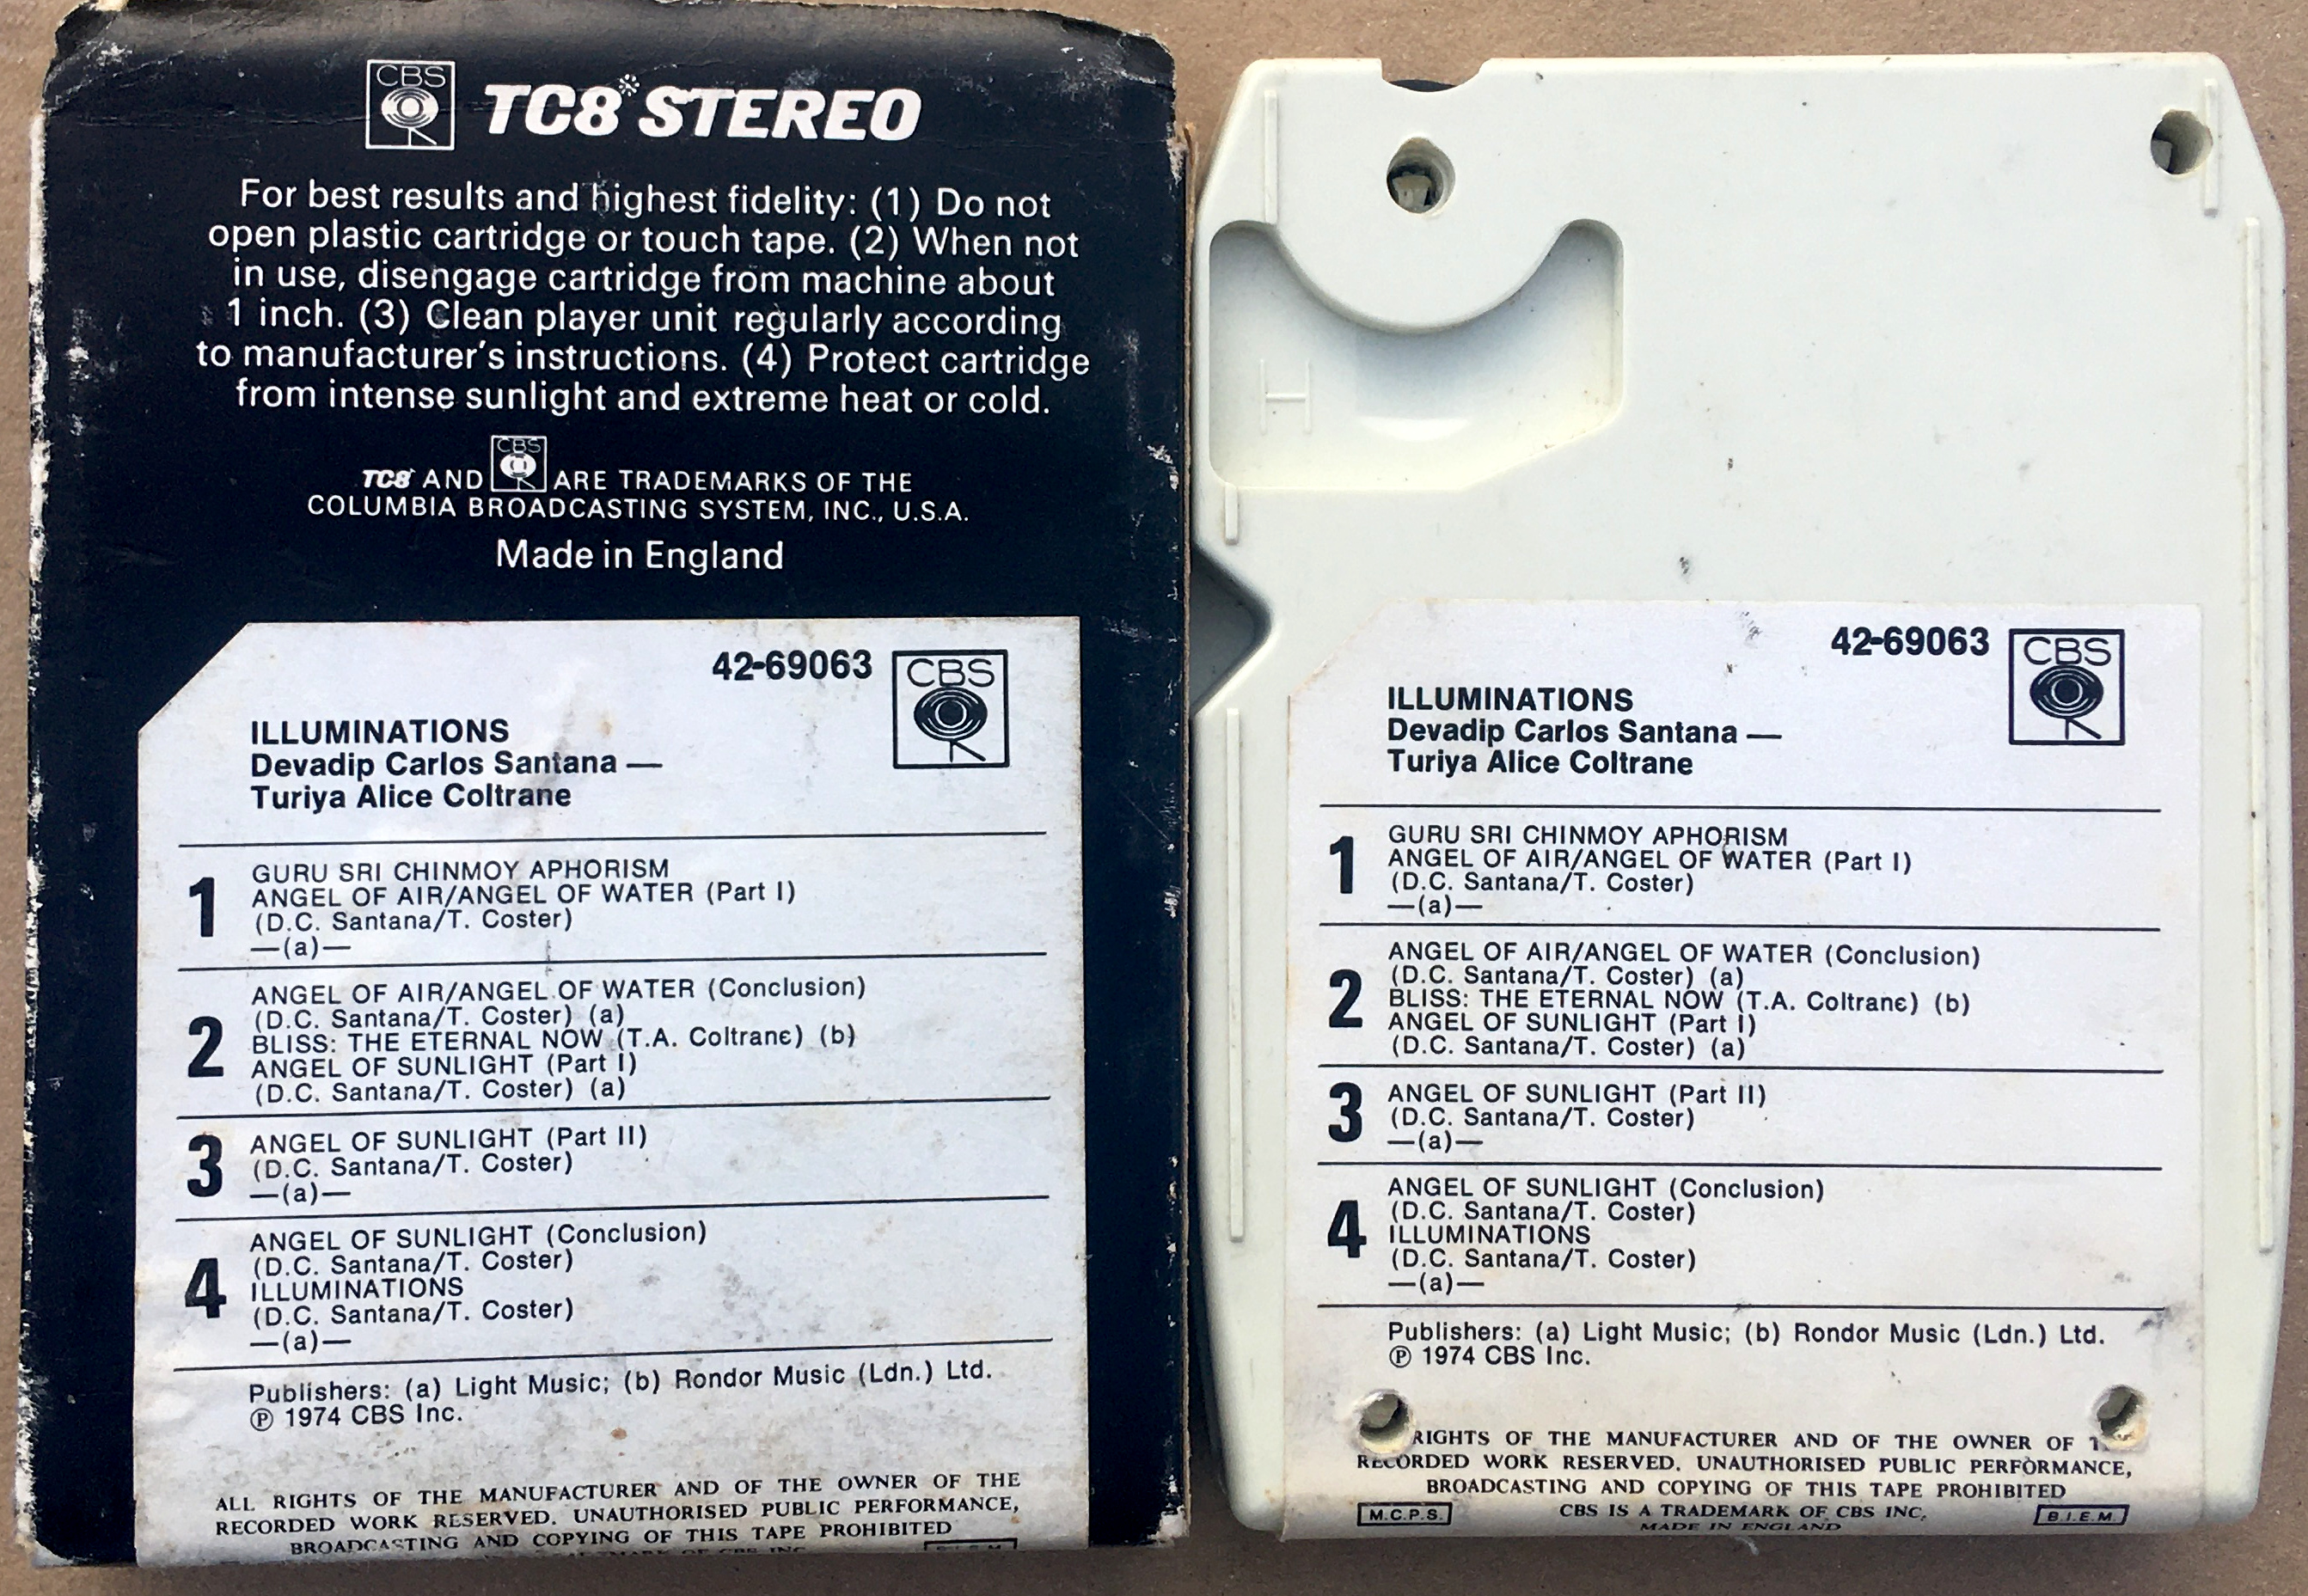 CBS
TC8* STEREO
For best results and highest fidelity: (1) Do not
open plastic cartridge or touch tape. (2) When not
in use, disengage cartridge from machine about
1 inch. (3) Clean player unit regularly according
to manufacturer's instructions. (4) Protect cartridge
from intense sunlight and extreme heat or cold.
TC8 AND CBS ARE TRADEMARKS OF THE
COLUMBIA BROADCASTING SYSTEM, INC., U.S.A.
Made in England
42-69063 CBS
ILLUMINATIONS
Devadip Carlos Santana —
Turiya Alice Coltrane
1
GURU SRI CHINMOY APHORISM
ANGEL OF AIR/ANGEL OF WATER (Part I)
(D.C. Santana/T. Coster)
—(a)—
2
ANGEL OF AIR/ANGEL OF WATER (Conclusion)
(D.C. Santana/T. Coster) (a)
BLISS: THE ETERNAL NOW (T.A. Coltrane) (b)
ANGEL OF SUNLIGHT (Part I)
(D.C. Santana/T. Coster) (a)
3
ANGEL OF SUNLIGHT (Part II)
(D.C. Santana/T. Coster)
—(a)—
4
ANGEL OF SUNLIGHT (Conclusion)
(D.C. Santana/T. Coster)
ILLUMINATIONS
(D.C. Santana/T. Coster)
—(a)—
Publishers: (a) Light Music; (b) Rondor Music (Ldn.) Ltd.
℗ 1974 CBS Inc.
ALL RIGHTS OF THE MANUFACTURER AND OF THE OWNER OF THE
RECORDED WORK RESERVED. UNAUTHORISED PUBLIC PERFORMANCE,
BROADCASTING AND COPYING OF THIS TAPE PROHIBITED
H
42-69063 CBS
ILLUMINATIONS
Devadip Carlos Santana —
Turiya Alice Coltrane
1
GURU SRI CHINMOY APHORISM
ANGEL OF AIR/ANGEL OF WATER (Part I)
(D.C. Santana/T. Coster)
—(a)—
2
ANGEL OF AIR/ANGEL OF WATER (Conclusion)
(D.C. Santana/T. Coster) (a)
BLISS: THE ETERNAL NOW (T.A. Coltrane) (b)
ANGEL OF SUNLIGHT (Part I)
(D.C. Santana/T. Coster) (a)
3
ANGEL OF SUNLIGHT (Part II)
(D.C. Santana/T. Coster)
—(a)—
4
ANGEL OF SUNLIGHT (Conclusion)
(D.C. Santana/T. Coster)
ILLUMINATIONS
(D.C. Santana/T. Coster)
—(a)—
Publishers: (a) Light Music; (b) Rondor Music (Ldn.) Ltd.
℗ 1974 CBS Inc.
RIGHTS OF THE MANUFACTURER AND OF THE OWNER OF
RECORDED WORK RESERVED. UNAUTHORISED PUBLIC PERFORMANCE,
BROADCASTING AND COPYING OF THIS TAPE PROHIBITED
M.C.P.S. CBS IS A TRADEMARK OF CBS INC. B.I.E.M.
MADE IN ENGLAND